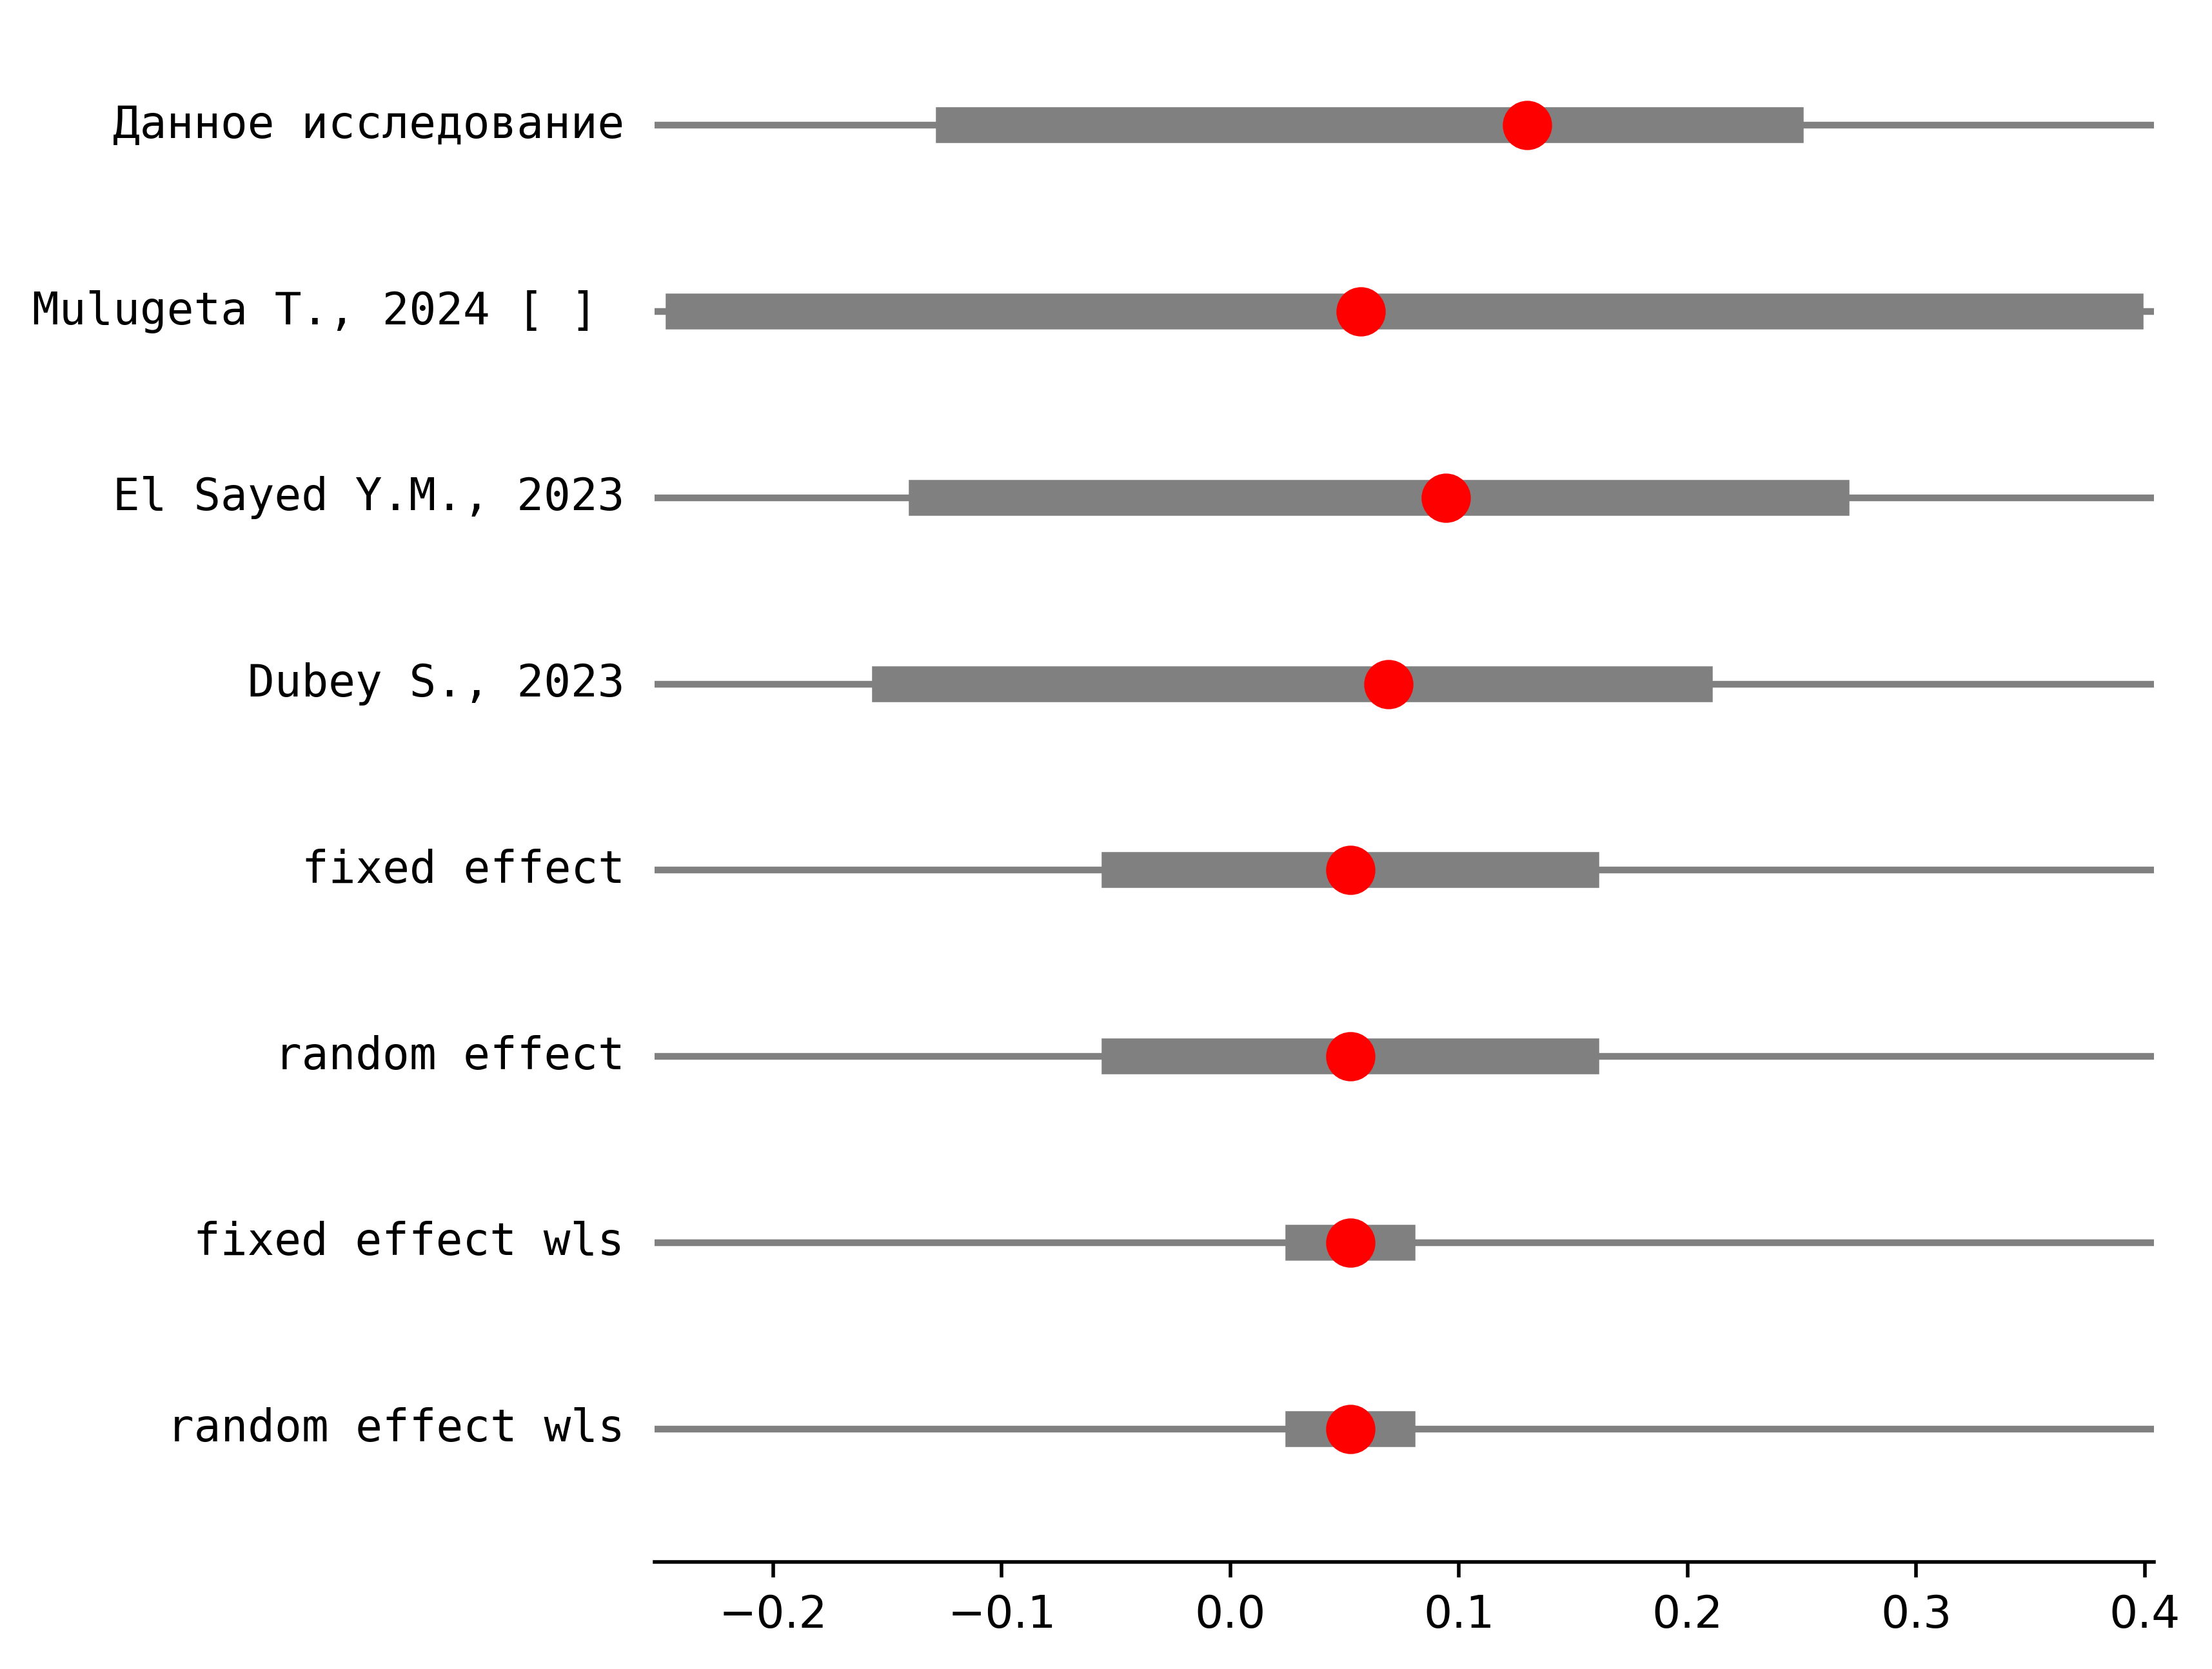 Данное исследование
Mulugeta T., 2024 [ ]
El Sayed Y.M., 2023
Dubey S., 2023
fixed effect
random effect
fixed effect wls
random effect wls
−0.2 −0.1 0.0 0.1 0.2 0.3 0.4